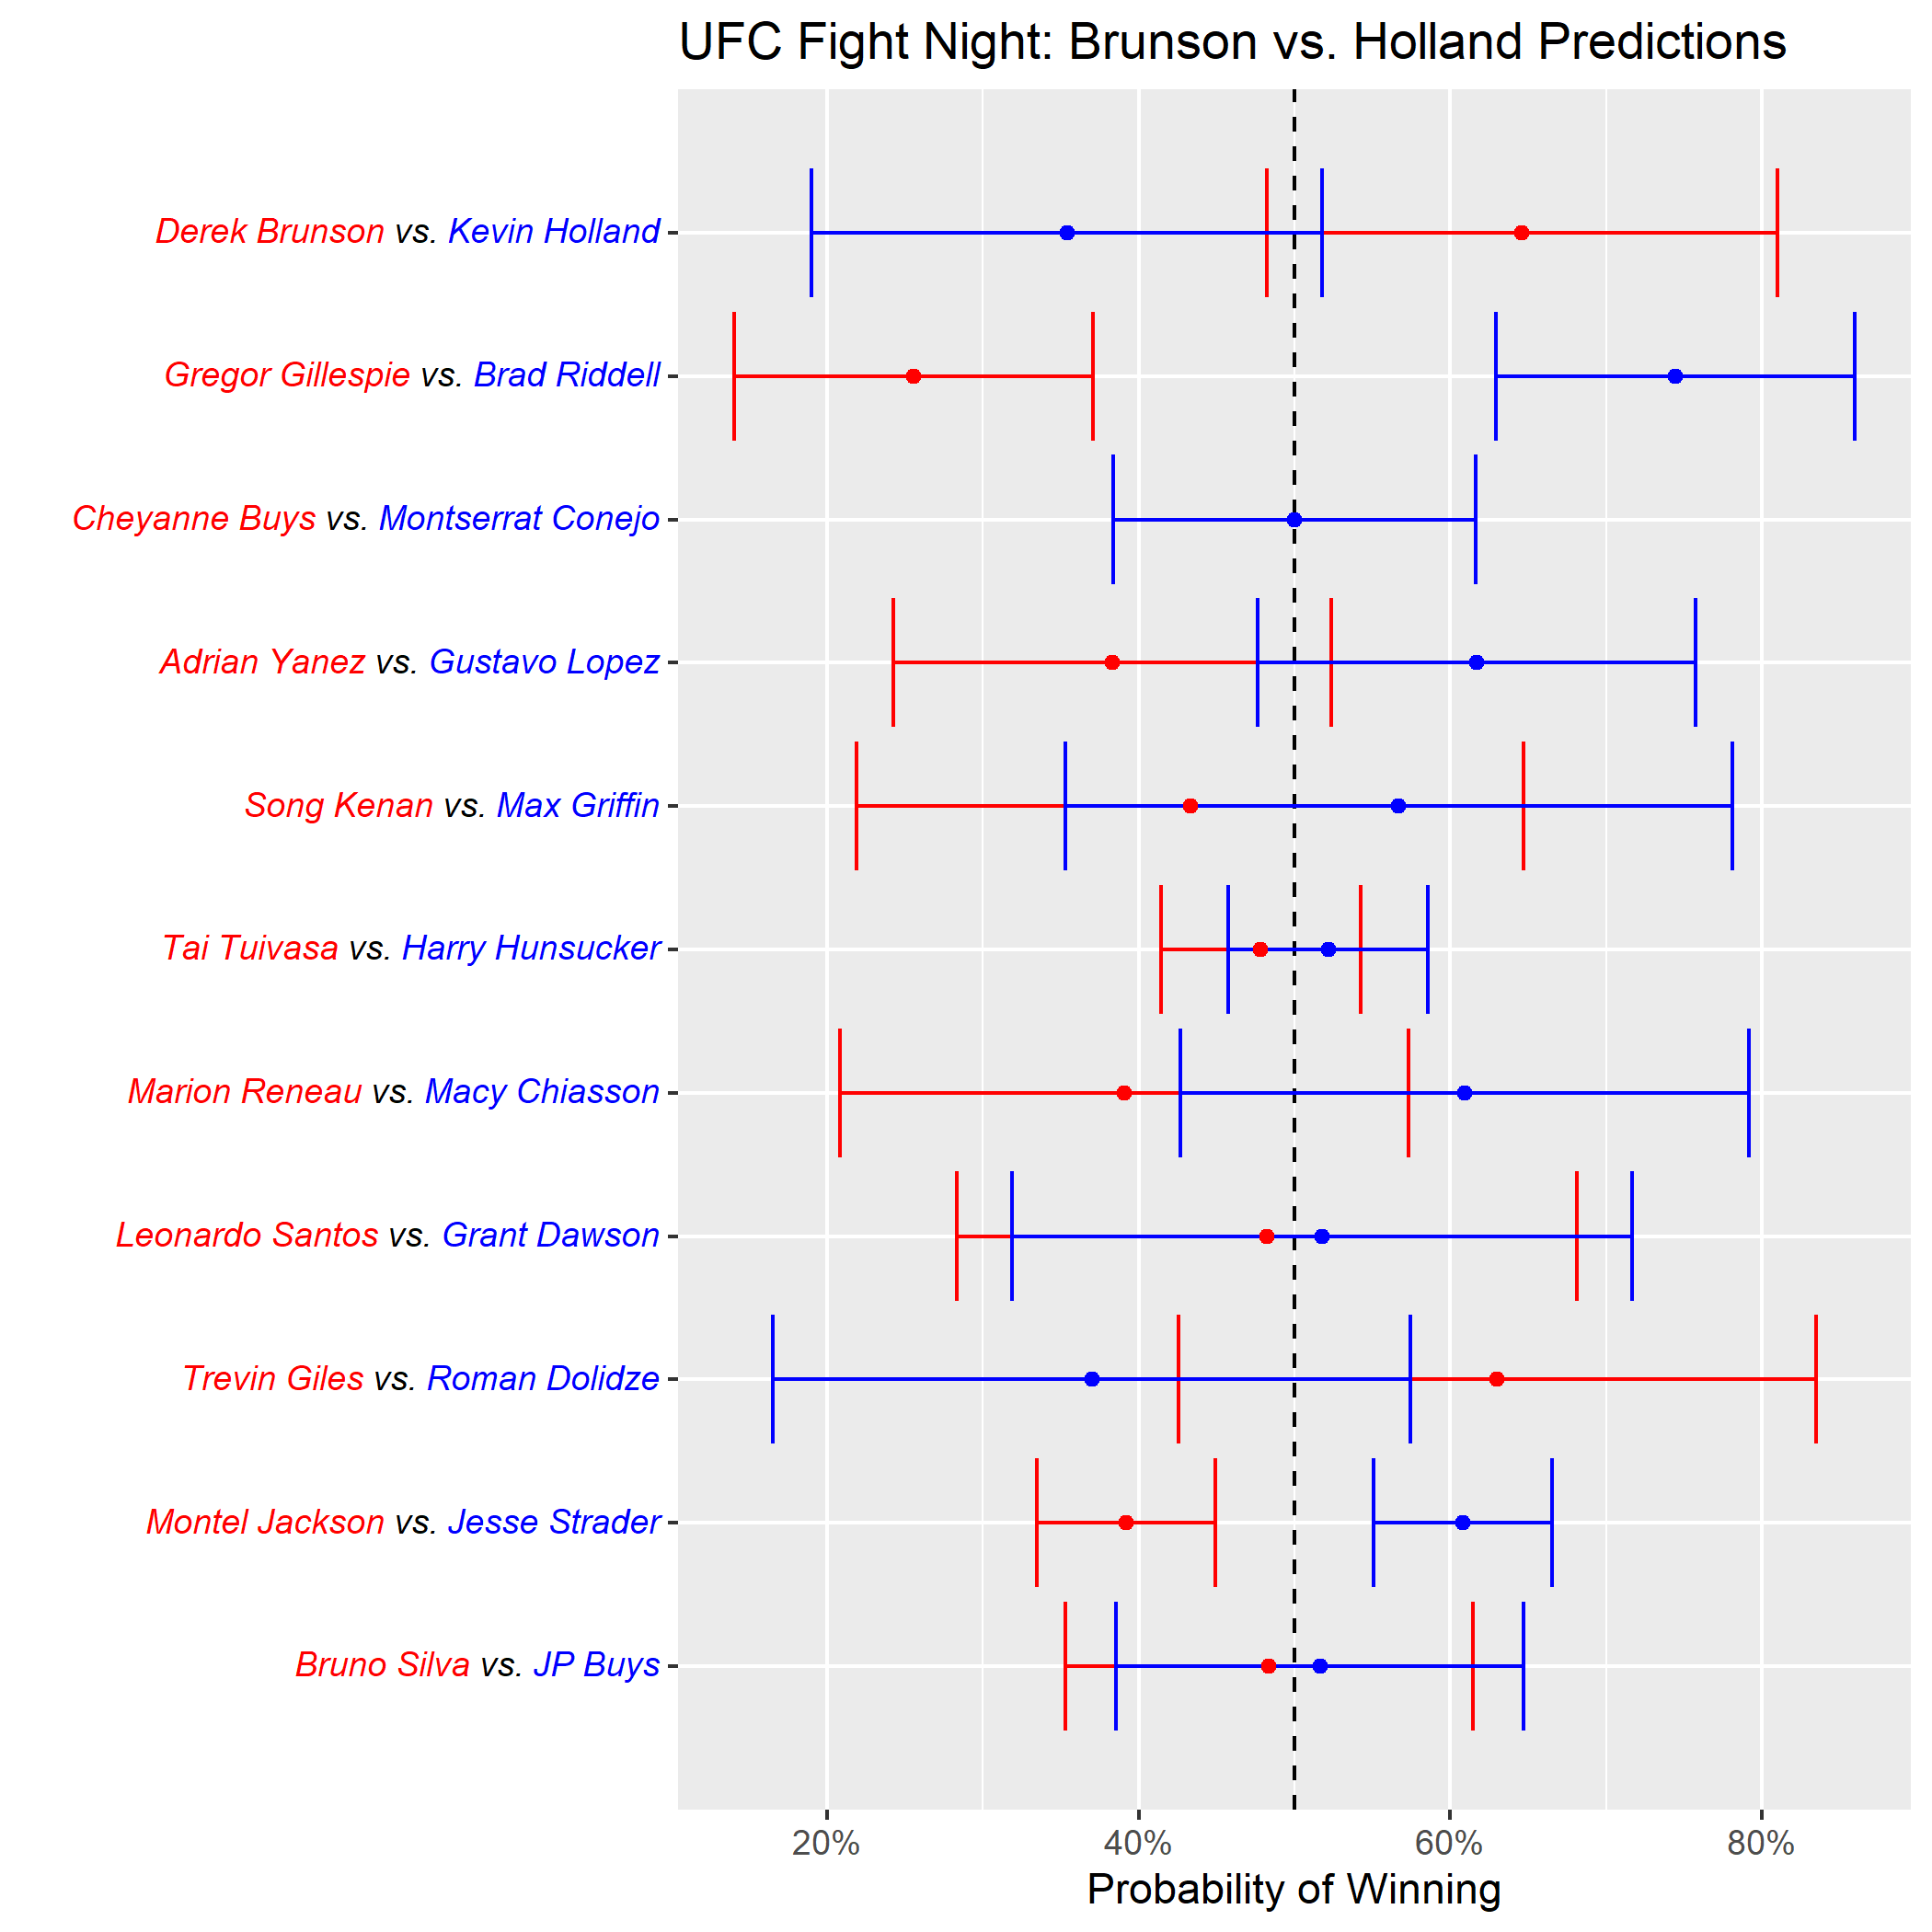 UFC Fight Night: Brunson vs. Holland Predictions
Derek Brunson vs. Kevin Holland
Gregor Gillespie vs. Brad Riddell
Cheyanne Buys vs. Montserrat Conejo
Adrian Yanez vs. Gustavo Lopez
Song Kenan vs. Max Griffin
Tai Tuivasa vs. Harry Hunsucker
Marion Reneau vs. Macy Chiasson
Leonardo Santos vs. Grant Dawson
Trevin Giles vs. Roman Dolidze
Montel Jackson vs. Jesse Strader
Bruno Silva vs. JP Buys
20% 40% 60% 80%
Probability of Winning